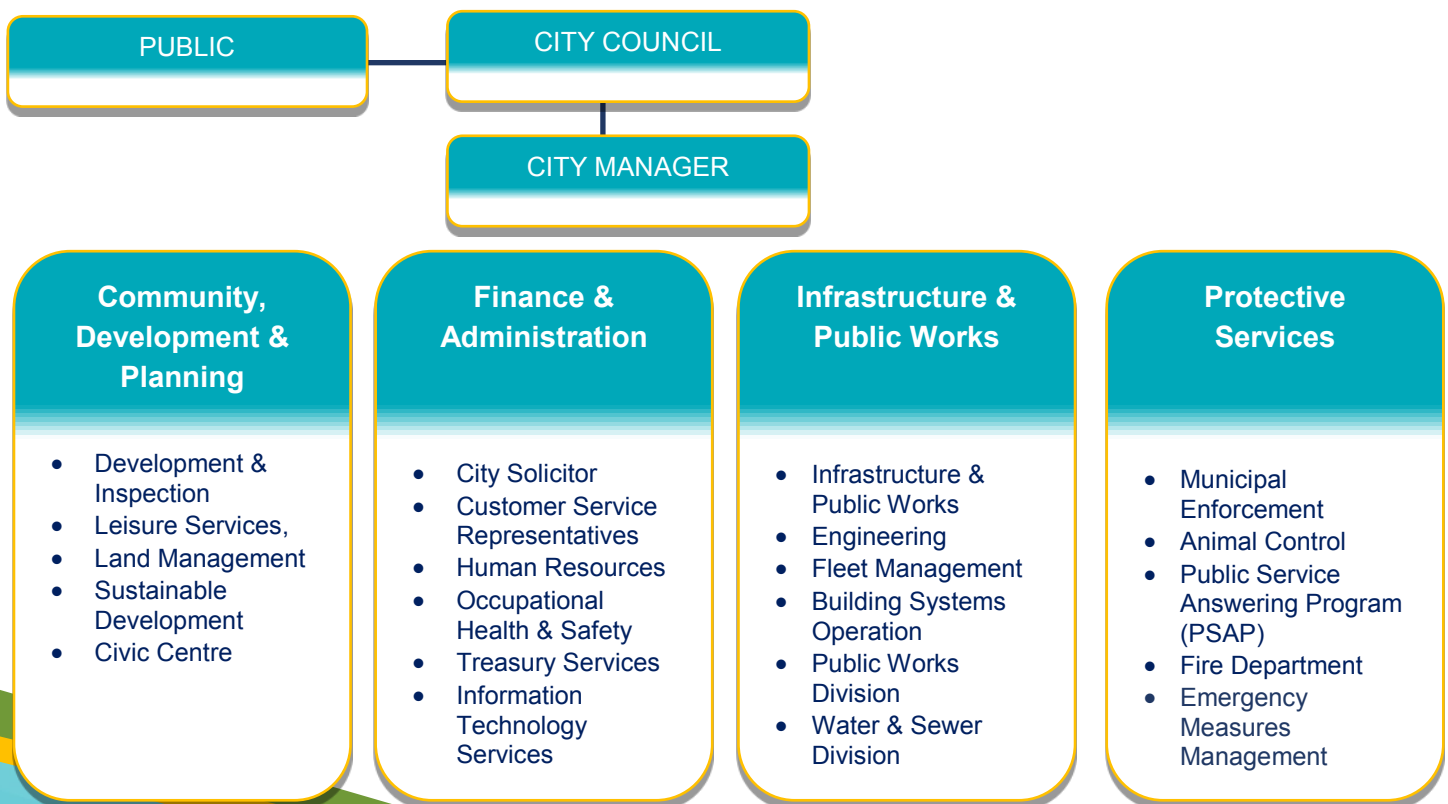 PUBLIC
CITY COUNCIL
CITY MANAGER
Community,
Development &
Planning
• Development &
Inspection
• Leisure Services,
• Land Management
• Sustainable
Development
• Civic Centre
Finance &
Administration
• City Solicitor
• Customer Service
Representatives
• Human Resources
• Occupational
Health & Safety
• Treasury Services
• Information
Technology
Services
Infrastructure &
Public Works
• Infrastructure &
Public Works
• Engineering
• Fleet Management
• Building Systems
Operation
• Public Works
Division
• Water & Sewer
Division
Protective
Services
• Municipal
Enforcement
• Animal Control
• Public Service
Answering Program
(PSAP)
• Fire Department
• Emergency
Measures
Management